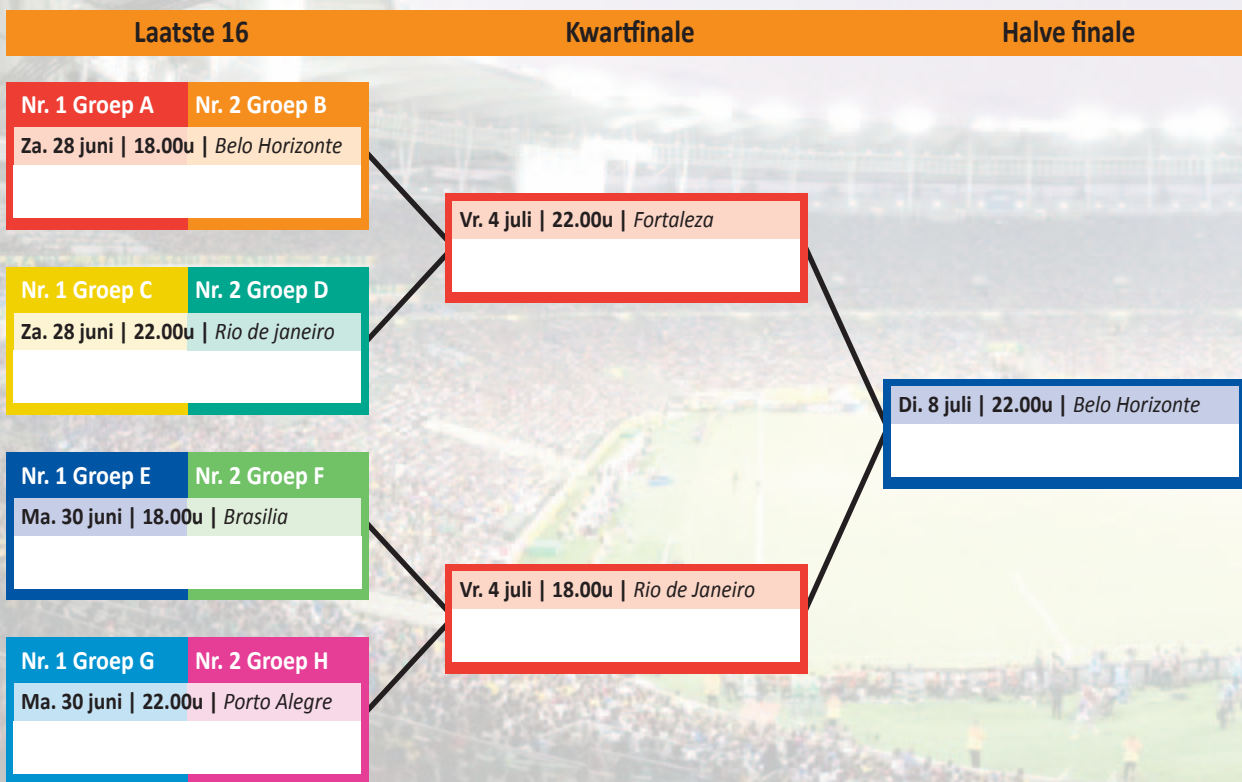 Laatste 16
Kwartfinale
Halve finale
Nr. 1 Groep A
Nr. 2 Groep B
Za. 28 juni | 18.00u | Belo Horizonte
Nr. 1 Groep C
Nr. 2 Groep D
Za. 28 juni | 22.00u | Rio de janeiro
Nr. 1 Groep E
Nr. 2 Groep F
Ma. 30 juni | 18.00u | Brasilia
Nr. 1 Groep G
Nr. 2 Groep H
Ma. 30 juni | 22.00u | Porto Alegre
Vr. 4 juli | 22.00u | Fortaleza
Vr. 4 juli | 18.00u | Rio de Janeiro
Di. 8 juli | 22.00u | Belo Horizonte